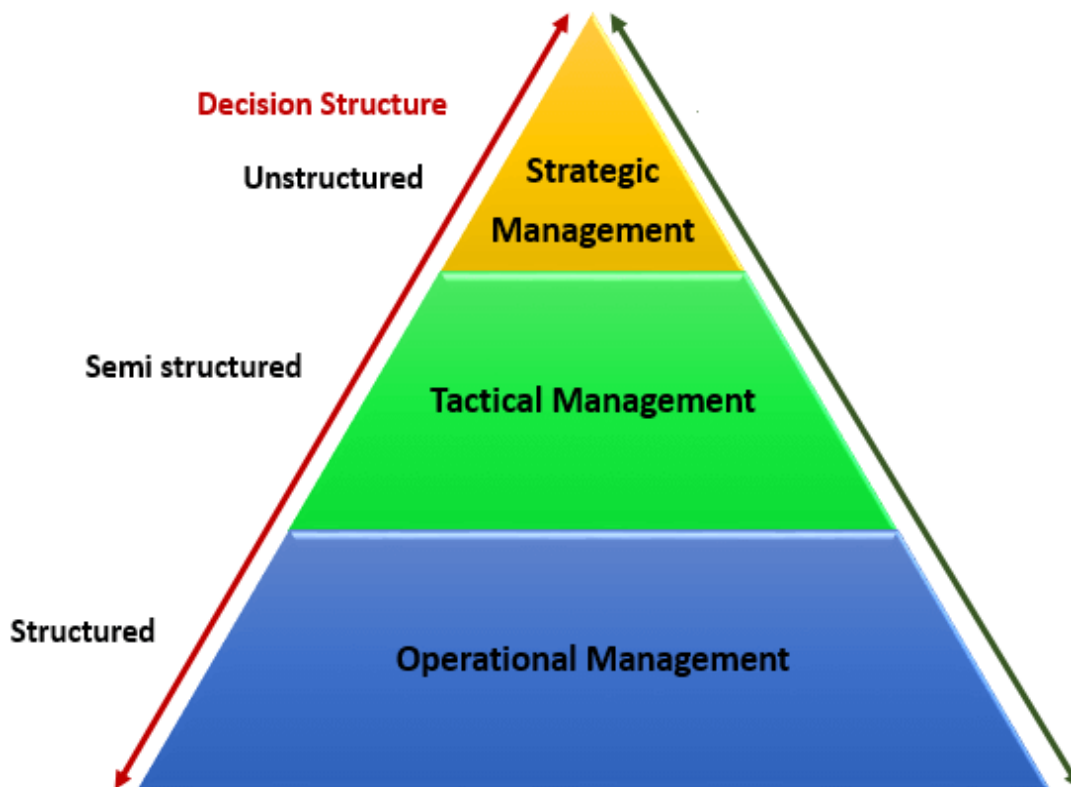 Decision Structure
Unstructured
Strategic
Management
Semi structured
Tactical Management
Structured
Operational Management